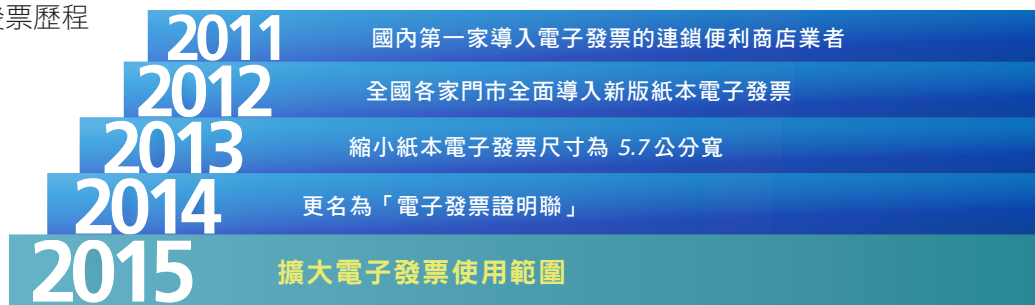 發票歷程
2011 國內第一家導入電子發票的連鎖便利商店業者
2012 全國各家門市全面導入新版紙本電子發票
2013 縮小紙本電子發票尺寸為 5.7公分寬
2014 更名為「電子發票證明聯」
2015 擴大電子發票使用範圍